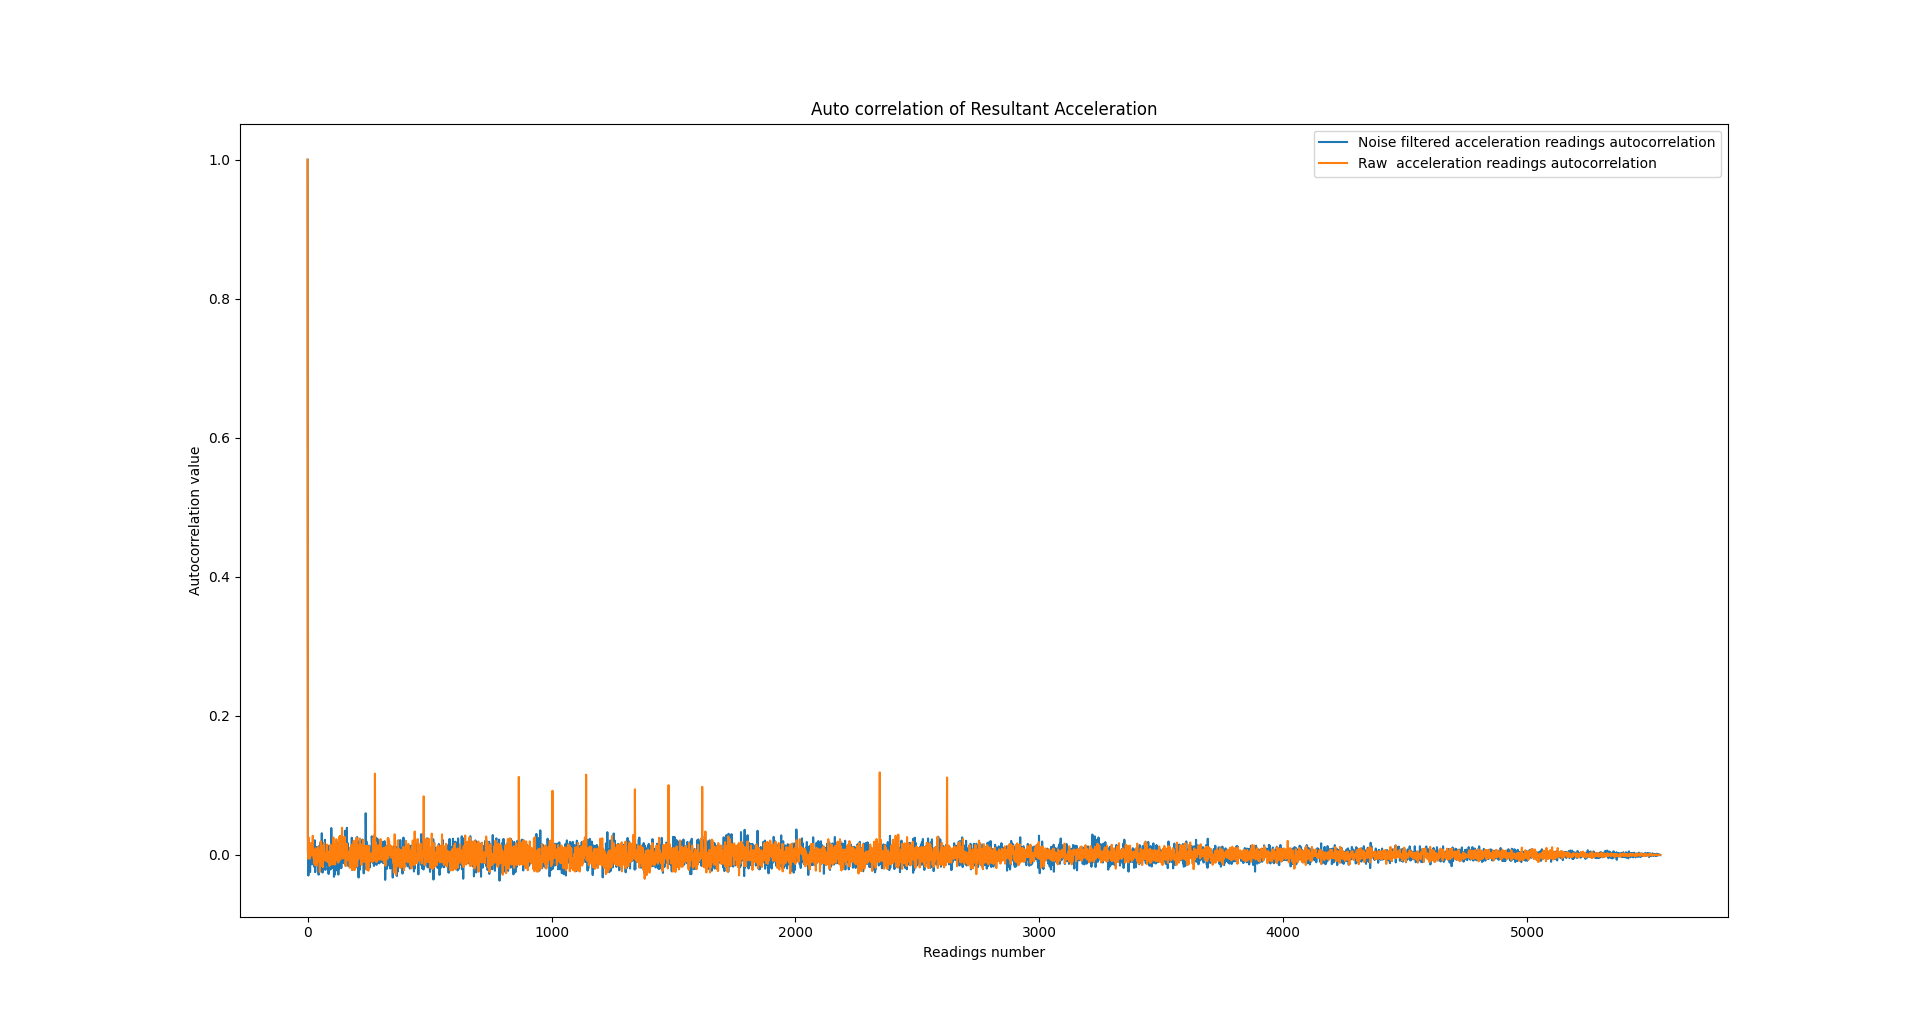 Auto correlation of Resultant Acceleration
Noise filtered acceleration readings autocorrelation
Raw  acceleration readings autocorrelation
1.0
0.8
0.6
0.4
0.2
0.0
Autocorrelation value
0 1000 2000 3000 4000 5000
Readings number